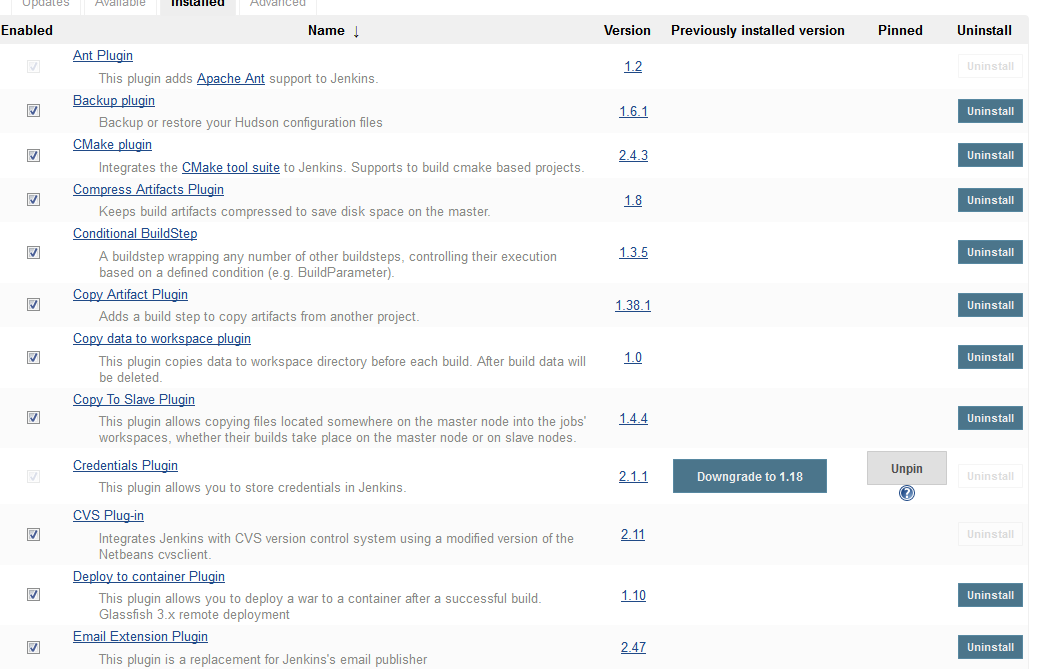 Updates Available Installed Advanced
Enabled Name ↓ Version Previously installed version Pinned Uninstall
Ant Plugin
This plugin adds Apache Ant support to Jenkins.
1.2 Uninstall
Backup plugin
Backup or restore your Hudson configuration files
1.6.1 Uninstall
CMake plugin
Integrates the CMake tool suite to Jenkins. Supports to build cmake based projects.
2.4.3 Uninstall
Compress Artifacts Plugin
Keeps build artifacts compressed to save disk space on the master.
1.8 Uninstall
Conditional BuildStep
A buildstep wrapping any number of other buildsteps, controlling their execution
based on a defined condition (e.g. BuildParameter).
1.3.5 Uninstall
Copy Artifact Plugin
Adds a build step to copy artifacts from another project.
1.38.1 Uninstall
Copy data to workspace plugin
This plugin copies data to workspace directory before each build. After build data will
be deleted.
1.0 Uninstall
Copy To Slave Plugin
This plugin allows copying files located somewhere on the master node into the jobs'
workspaces, whether their builds take place on the master node or on slave nodes.
1.4.4 Uninstall
Credentials Plugin
This plugin allows you to store credentials in Jenkins.
2.1.1 Downgrade to 1.18 Unpin ? Uninstall
CVS Plug-in
Integrates Jenkins with CVS version control system using a modified version of the
Netbeans cvsclient.
2.11 Uninstall
Deploy to container Plugin
This plugin allows you to deploy a war to a container after a successful build.
Glassfish 3.x remote deployment
1.10 Uninstall
Email Extension Plugin
This plugin is a replacement for Jenkins's email publisher
2.47 Uninstall